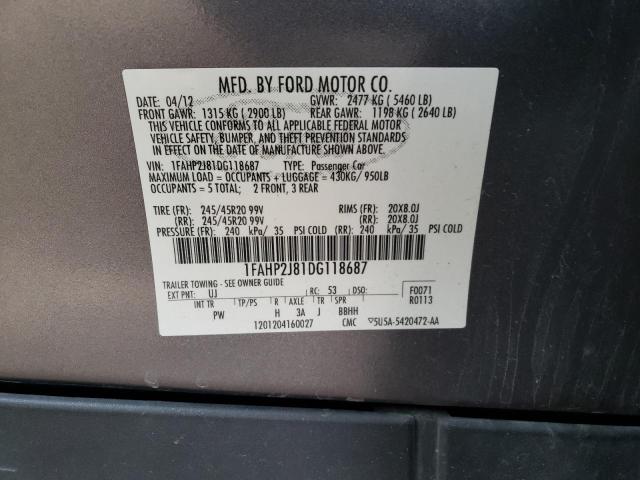 MFD. BY FORD MOTOR CO.
DATE: 04/12 GVWR: 2477 KG ( 5460 LB)
FRONT GAWR: 1315 KG ( 2900 LB) REAR GAWR: 1198 KG ( 2640 LB)
THIS VEHICLE CONFORMS TO ALL APPLICABLE FEDERAL MOTOR
VEHICLE SAFETY, BUMPER, AND THEFT PREVENTION STANDARDS
IN EFFECT ON THE DATE OF MANUFACTURE SHOWN ABOVE.
VIN: 1FAHP2J81DG118687 TYPE: Passenger Car
MAXIMUM LOAD = OCCUPANTS + LUGGAGE = 430KG/ 950LB
OCCUPANTS: 5 TOTAL; 2 FRONT, 3 REAR
TIRE (FR): 245/45R20 99V RIMS (FR): 20X8.0J
(RR): 245/45R20 99V (RR): 20X8.0J
PRESSURE (FR): 240 kPa/ 35 PSI COLD (RR): 240 kPa/ 35 PSI COLD
1FAHP2J81DG118687
TRAILER TOWING - SEE OWNER GUIDE
EXT PNT: UJ RC: 53 DSO: F0071
INT TR TP/PS R AXLE TR SPR R0113
PW H 3A J BBHH
1201204160027 CMC 5U5A-5420472-AA